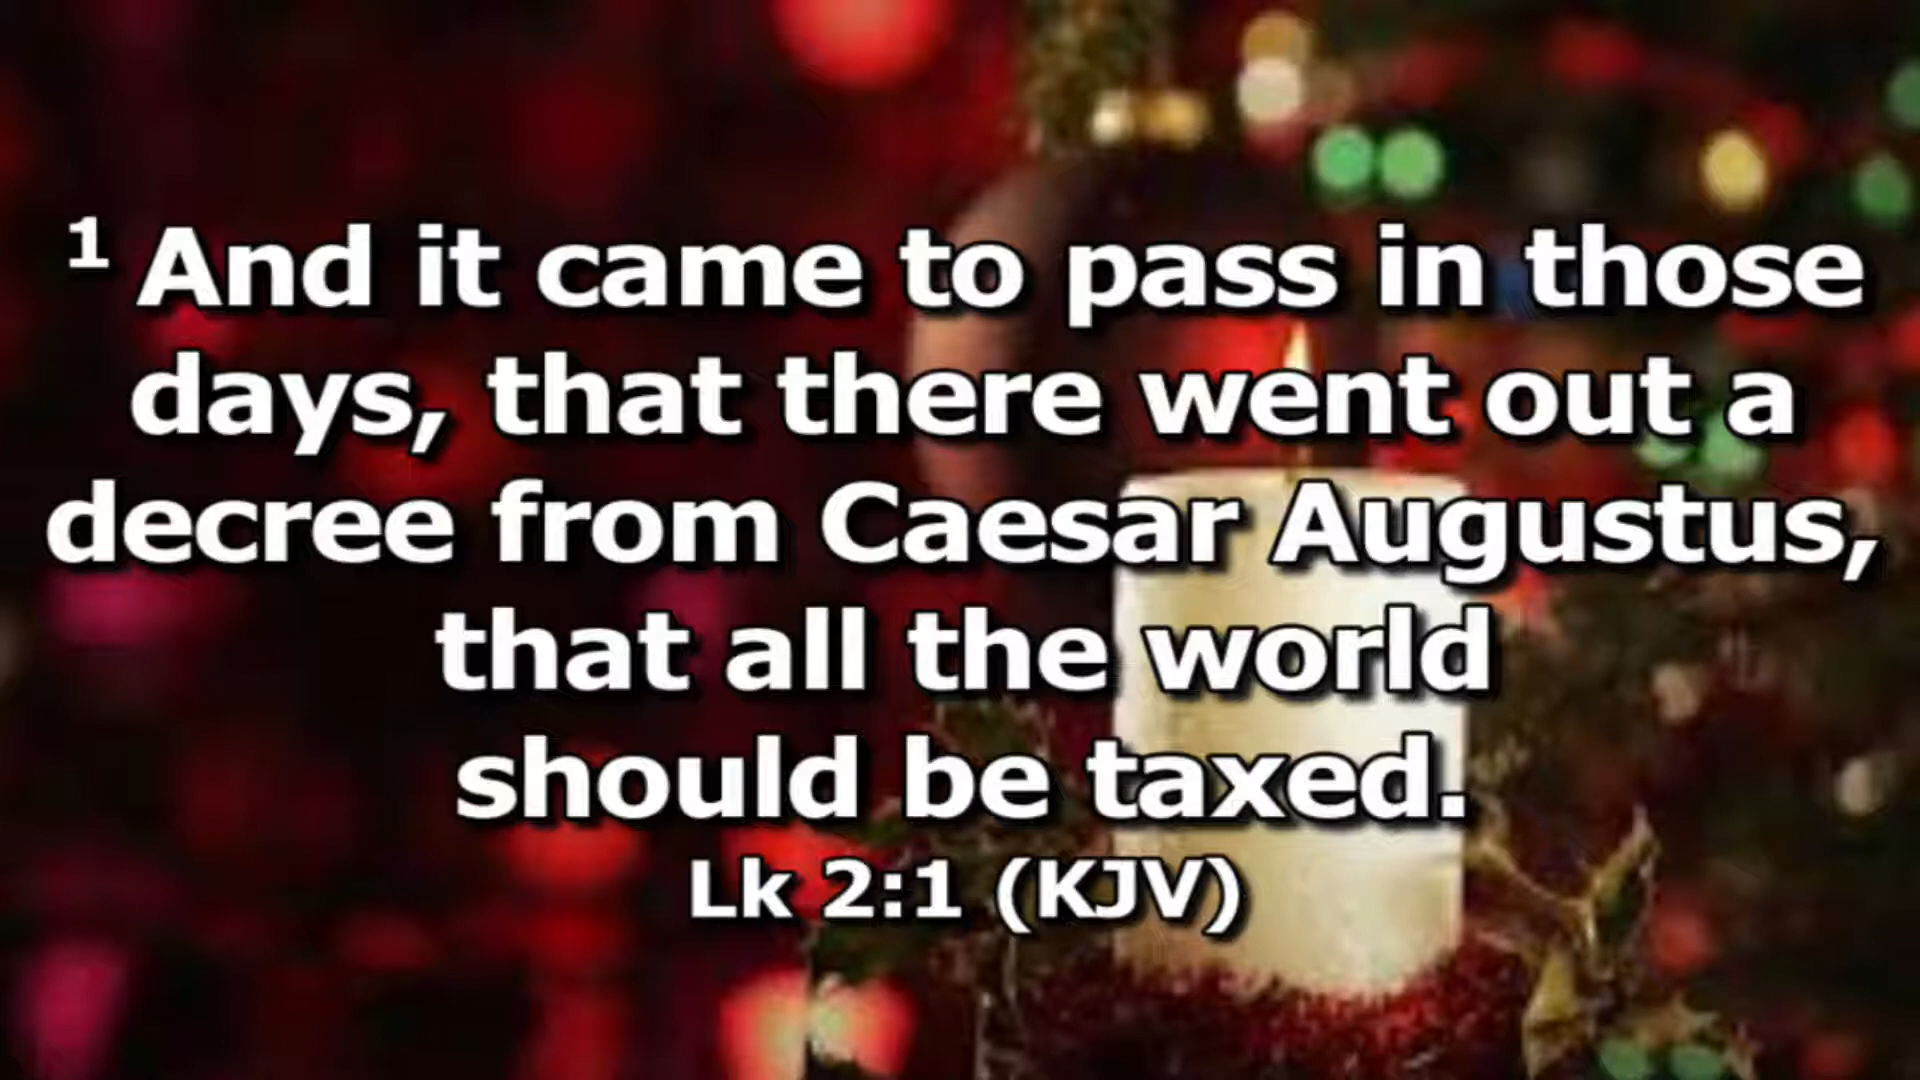 ¹ And it came to pass in those
days, that there went out a
decree from Caesar Augustus,
that all the world
should be taxed.
Lk 2:1 (KJV)